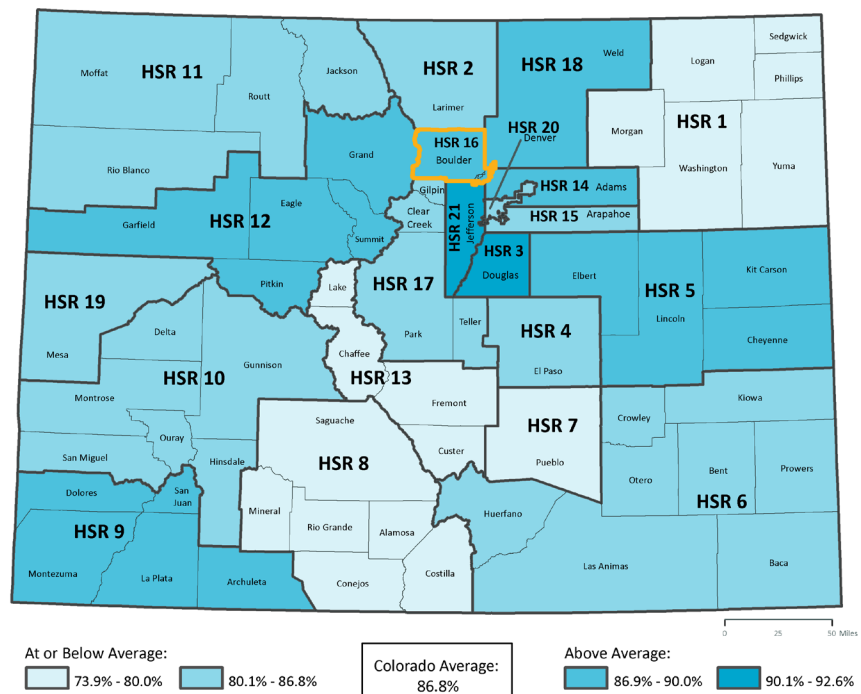 HSR 11
Moffat
Routt
Jackson
Rio Blanco
HSR 2
Larimer
HSR 18
Weld
Logan
Sedgwick
Phillips
HSR 1
Morgan
Washington
Yuma
HSR 20
Denver
HSR 16
Boulder
Grand
Gilpin
Clear
Creek
HSR 21
Jefferson
HSR 14 Adams
HSR 15 Arapahoe
HSR 12
Garfield
Eagle
Summit
Pitkin
HSR 3
Douglas
Elbert
HSR 5
Lincoln
Kit Carson
Cheyenne
HSR 19
Mesa
Delta
HSR 10
Gunnison
Montrose
Ouray
San Miguel
Hinsdale
Lake
Chaffee
HSR 17
Park
Teller
HSR 4
El Paso
HSR 13
Fremont
Custer
HSR 7
Pueblo
Saguache
HSR 8
Mineral
Rio Grande
Alamosa
Conejos
Costilla
Crowley
Kiowa
Otero
Bent
Prowers
HSR 6
Huerfano
Las Animas
Baca
Dolores
San
Juan
HSR 9
Montezuma
La Plata
Archuleta
0 25 50 Miles
At or Below Average:
73.9% - 80.0%
80.1% - 86.8%
Colorado Average:
86.8%
Above Average:
86.9% - 90.0%
90.1% - 92.6%